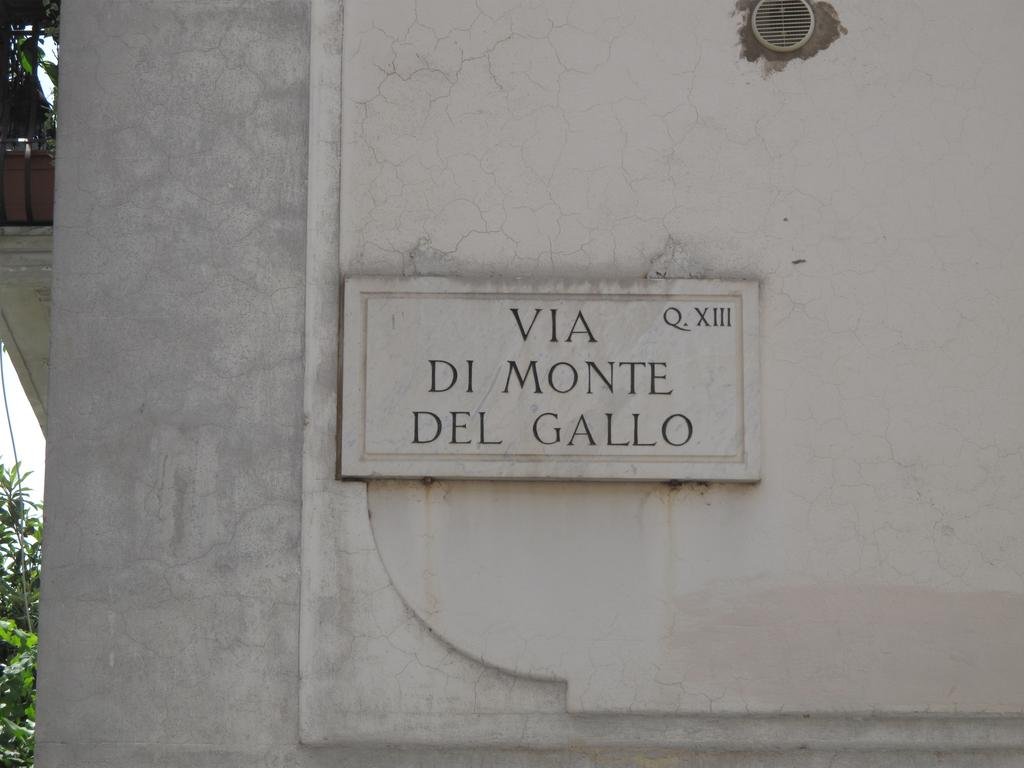 VIA Q. XIII
DI MONTE
DEL GALLO